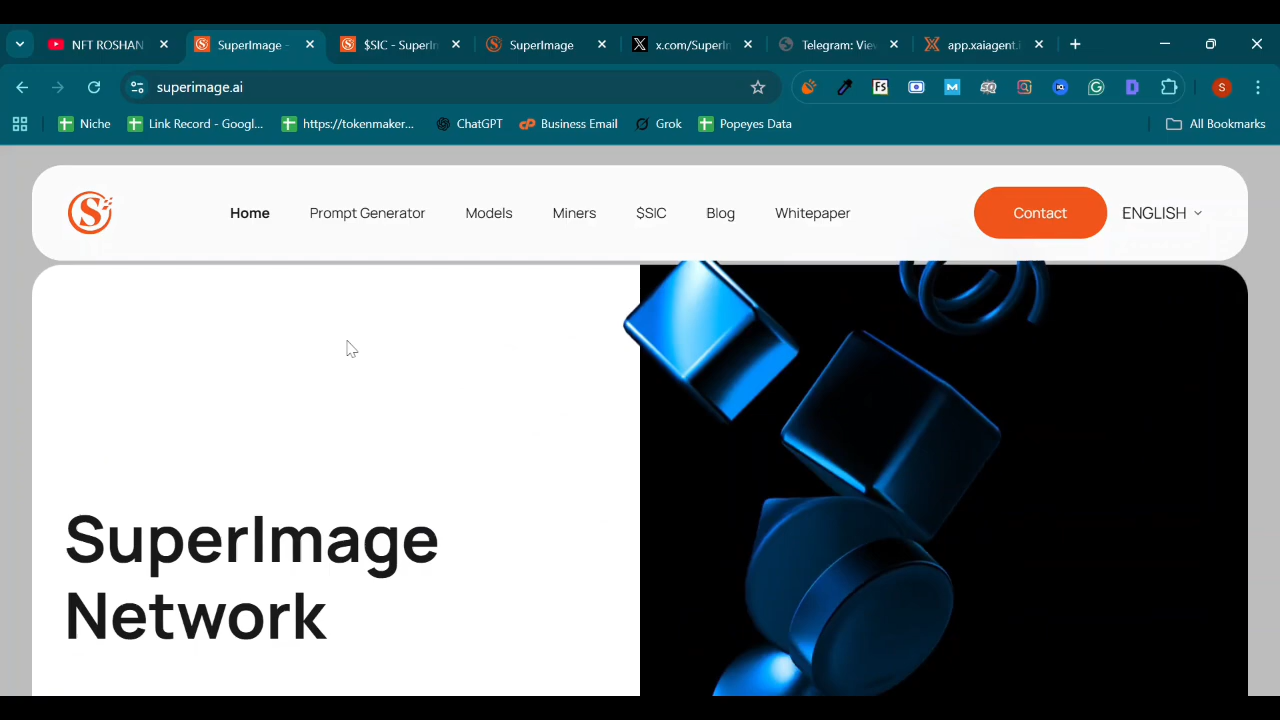 NFT ROSHAN
SuperImage -
$SIC - SuperIm
SuperImage
x.com/SuperIm
Telegram: View
app.xaiagent.i
superimage.ai
Niche
Link Record - Googl...
https://tokenmaker...
ChatGPT
Business Email
Grok
Popeyes Data
All Bookmarks
Home
Prompt Generator
Models
Miners
$SIC
Blog
Whitepaper
Contact
ENGLISH
SuperImage
Network